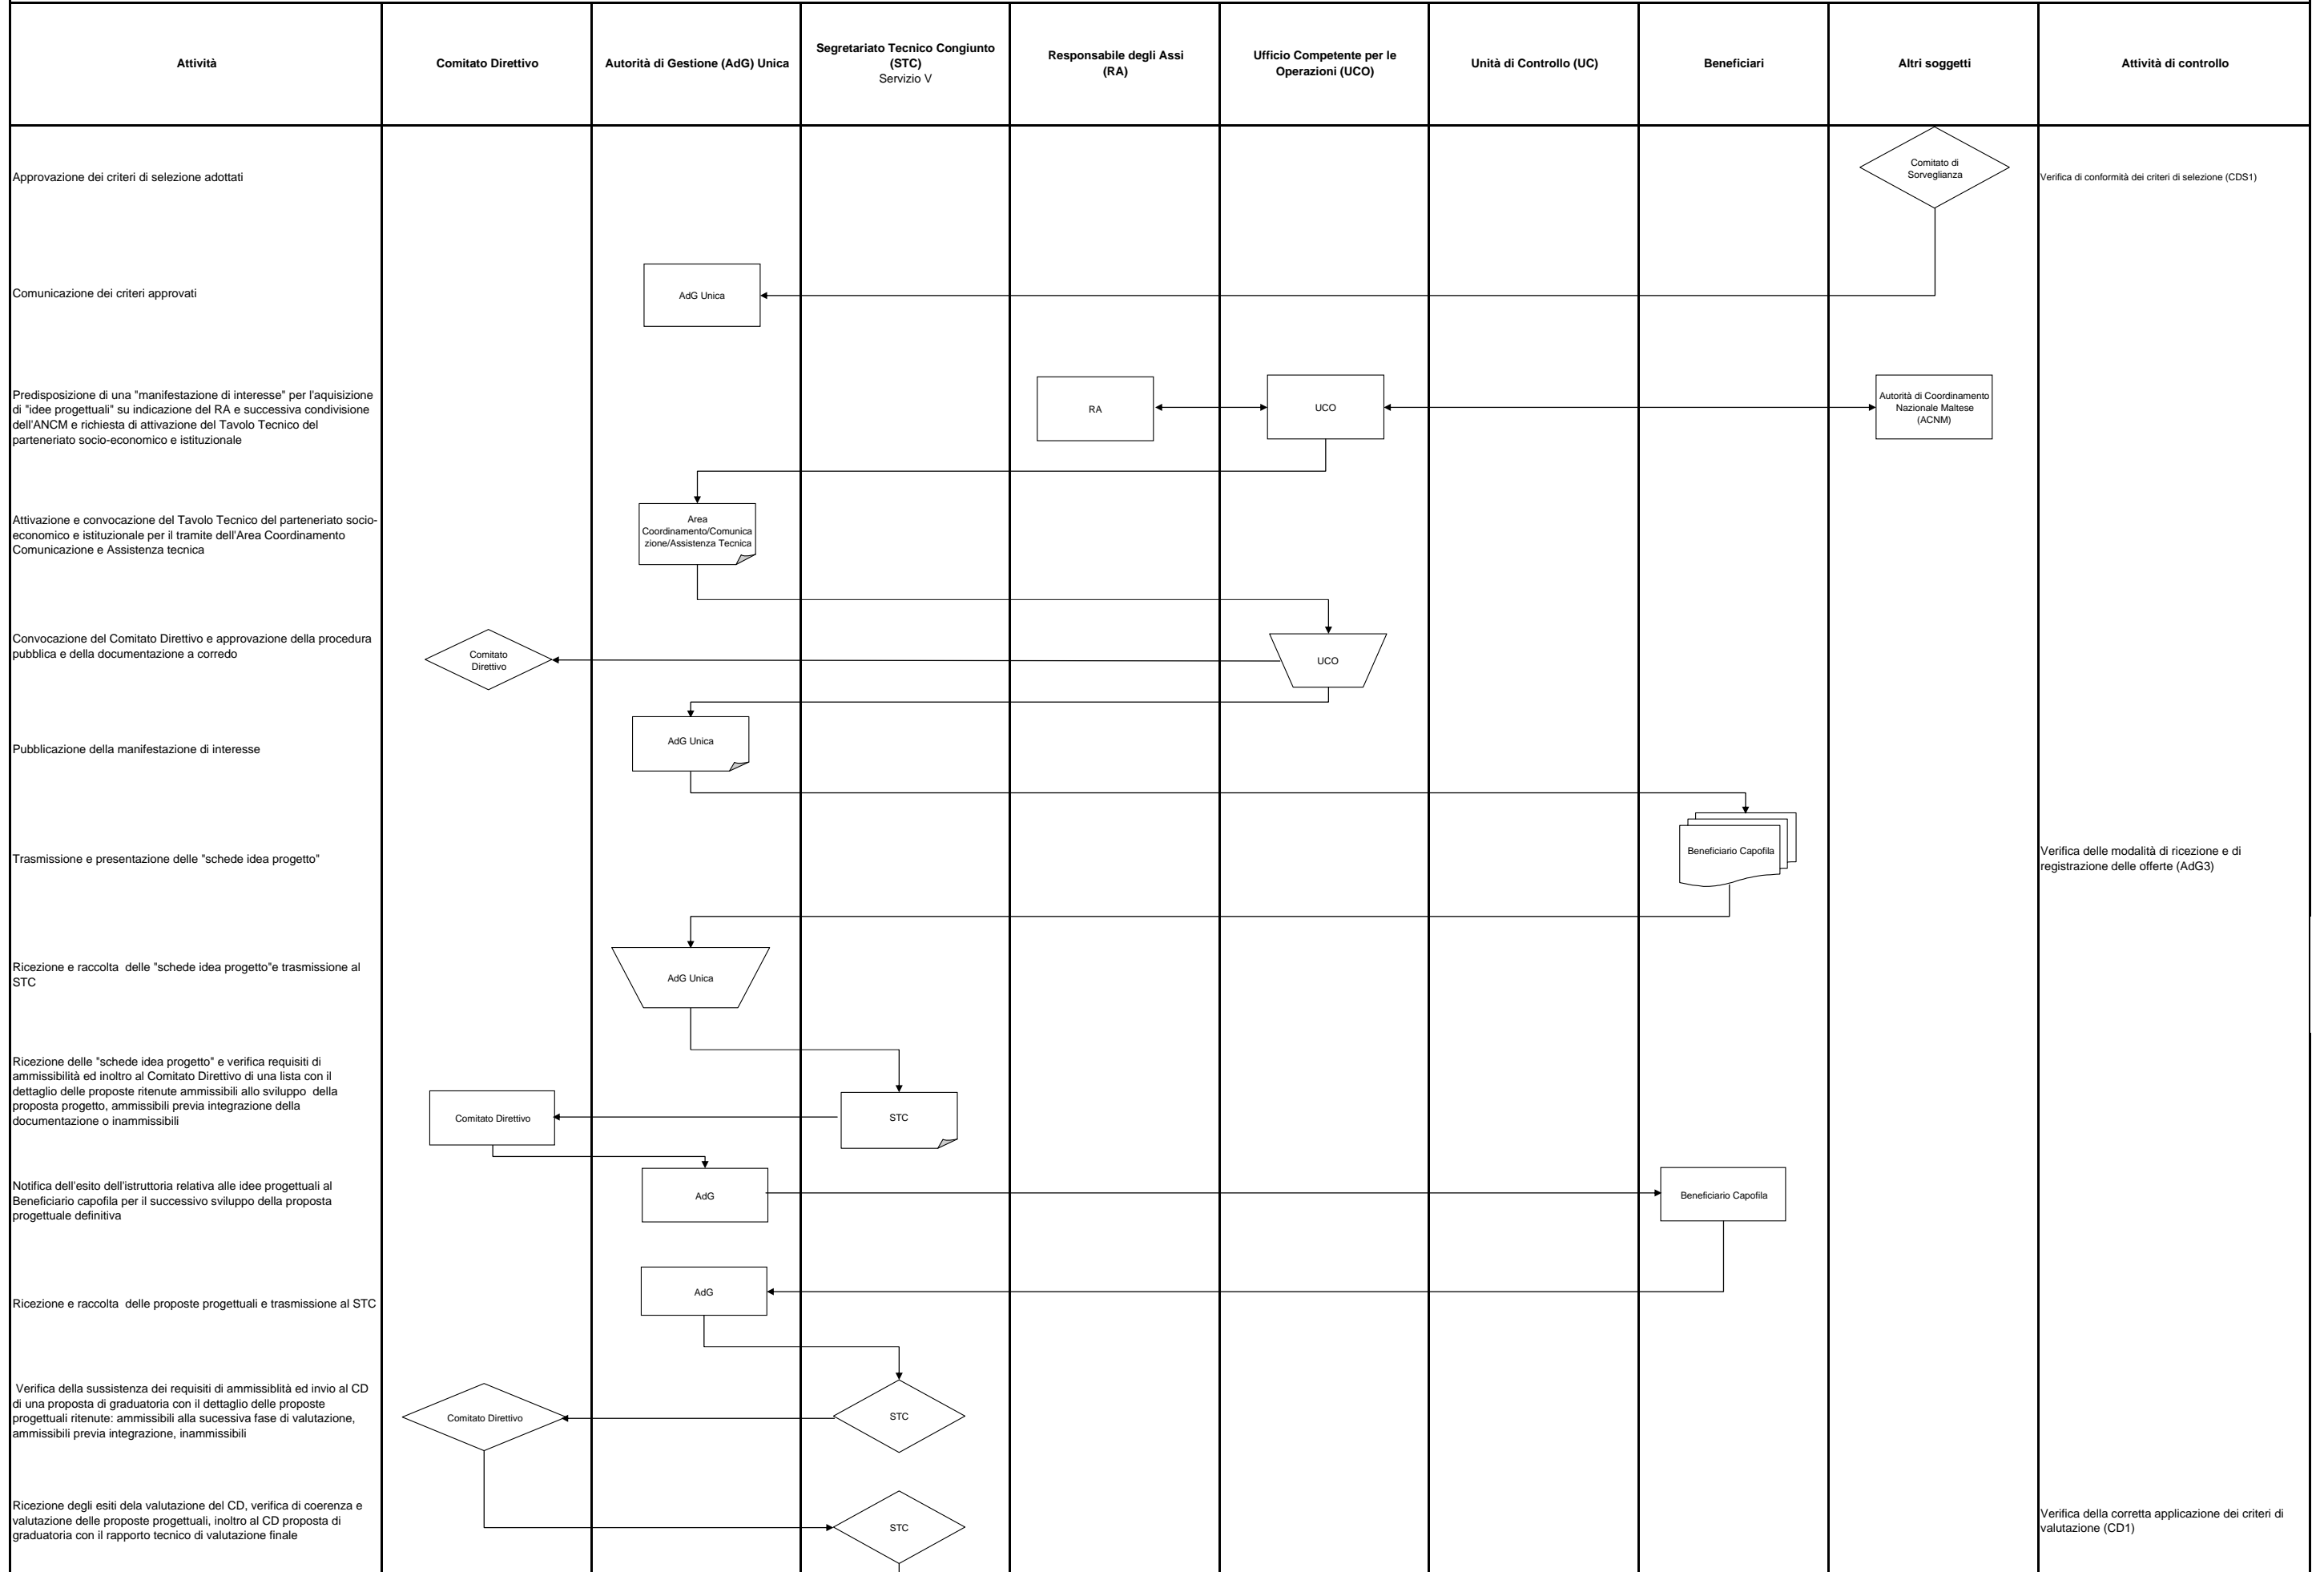 Attività
Comitato Direttivo
Autorità di Gestione (AdG) Unica
Segretariato Tecnico Congiunto
(STC)
Servizio V
Responsabile degli Assi
(RA)
Ufficio Competente per le
Operazioni (UCO)
Unità di Controllo (UC)
Beneficiari
Altri soggetti
Attività di controllo
Approvazione dei criteri di selezione adottati
Comitato di
Sorveglianza
Verifica di conformità dei criteri di selezione (CDS1)
Comunicazione dei criteri approvati
AdG Unica
Predisposizione di una "manifestazione di interesse" per l'aquisizione
di "idee progettuali" su indicazione del RA e successiva condivisione
dell'ANCM e richiesta di attivazione del Tavolo Tecnico del
parteneriato socio-economico e istituzionale
RA
UCO
Autorità di Coordinamento
Nazionale Maltese
(ACNM)
Attivazione e convocazione del Tavolo Tecnico del parteneriato socio-
economico e istituzionale per il tramite dell'Area Coordinamento
Comunicazione e Assistenza tecnica
Area
Coordinamento/Comunica
zione/Assistenza Tecnica
Convocazione del Comitato Direttivo e approvazione della procedura
pubblica e della documentazione a corredo
Comitato
Direttivo
UCO
Pubblicazione della manifestazione di interesse
AdG Unica
Trasmissione e presentazione delle "schede idea progetto"
Beneficiario Capofila
Verifica delle modalità di ricezione e di
registrazione delle offerte (AdG3)
Ricezione e raccolta  delle "schede idea progetto"e trasmissione al
STC
AdG Unica
Ricezione delle "schede idea progetto" e verifica requisiti di
ammissibilità ed inoltro al Comitato Direttivo di una lista con il
dettaglio delle proposte ritenute ammissibili allo sviluppo  della
proposta progetto, ammissibili previa integrazione della
documentazione o inammissibili
Comitato Direttivo
STC
Notifica dell'esito dell'istruttoria relativa alle idee progettuali al
Beneficiario capofila per il successivo sviluppo della proposta
progettuale definitiva
AdG
Beneficiario Capofila
Ricezione e raccolta  delle proposte progettuali e trasmissione al STC
AdG
Verifica della sussistenza dei requisiti di ammissiblità ed invio al CD
di una proposta di graduatoria con il dettaglio delle proposte
progettuali ritenute: ammissibili alla sucessiva fase di valutazione,
ammissibili previa integrazione, inammissibili
Comitato Direttivo
STC
Ricezione degli esiti dela valutazione del CD, verifica di coerenza e
valutazione delle proposte progettuali, inoltro al CD proposta di
graduatoria con il rapporto tecnico di valutazione finale
STC
Verifica della corretta applicazione dei criteri di
valutazione (CD1)